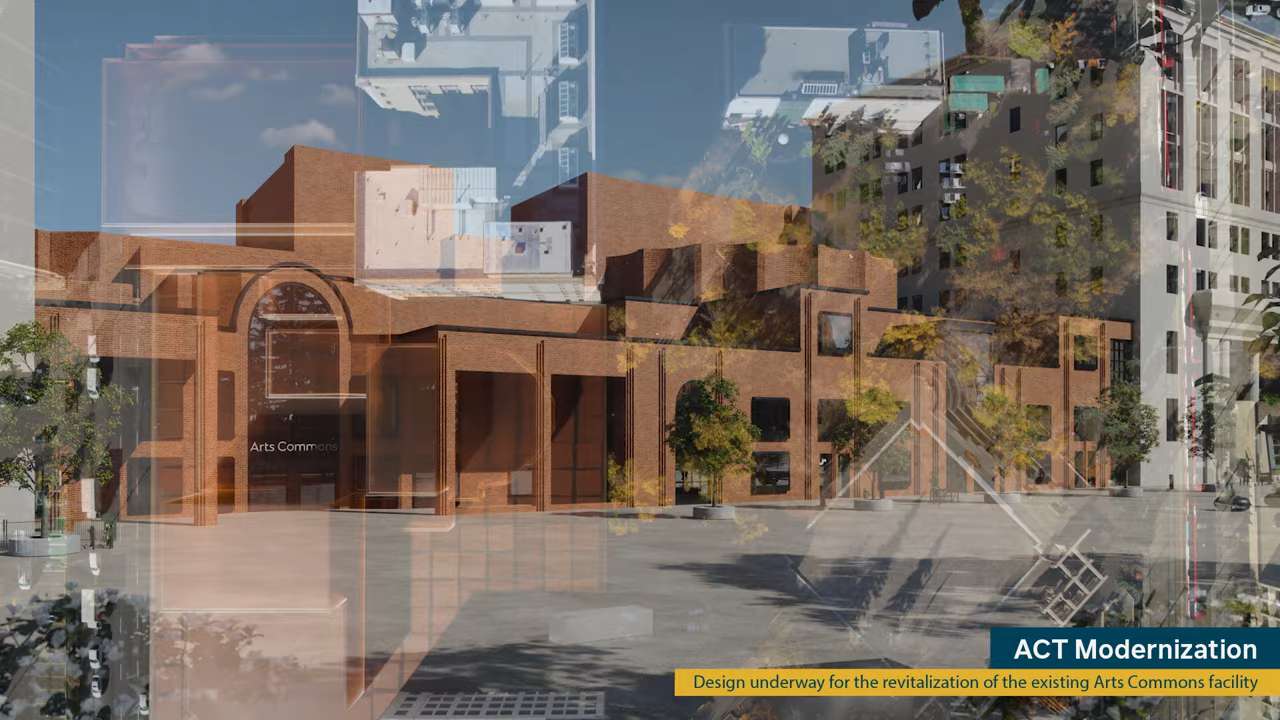 Arts Commons
ACT Modernization
Design underway for the revitalization of the existing Arts Commons facility